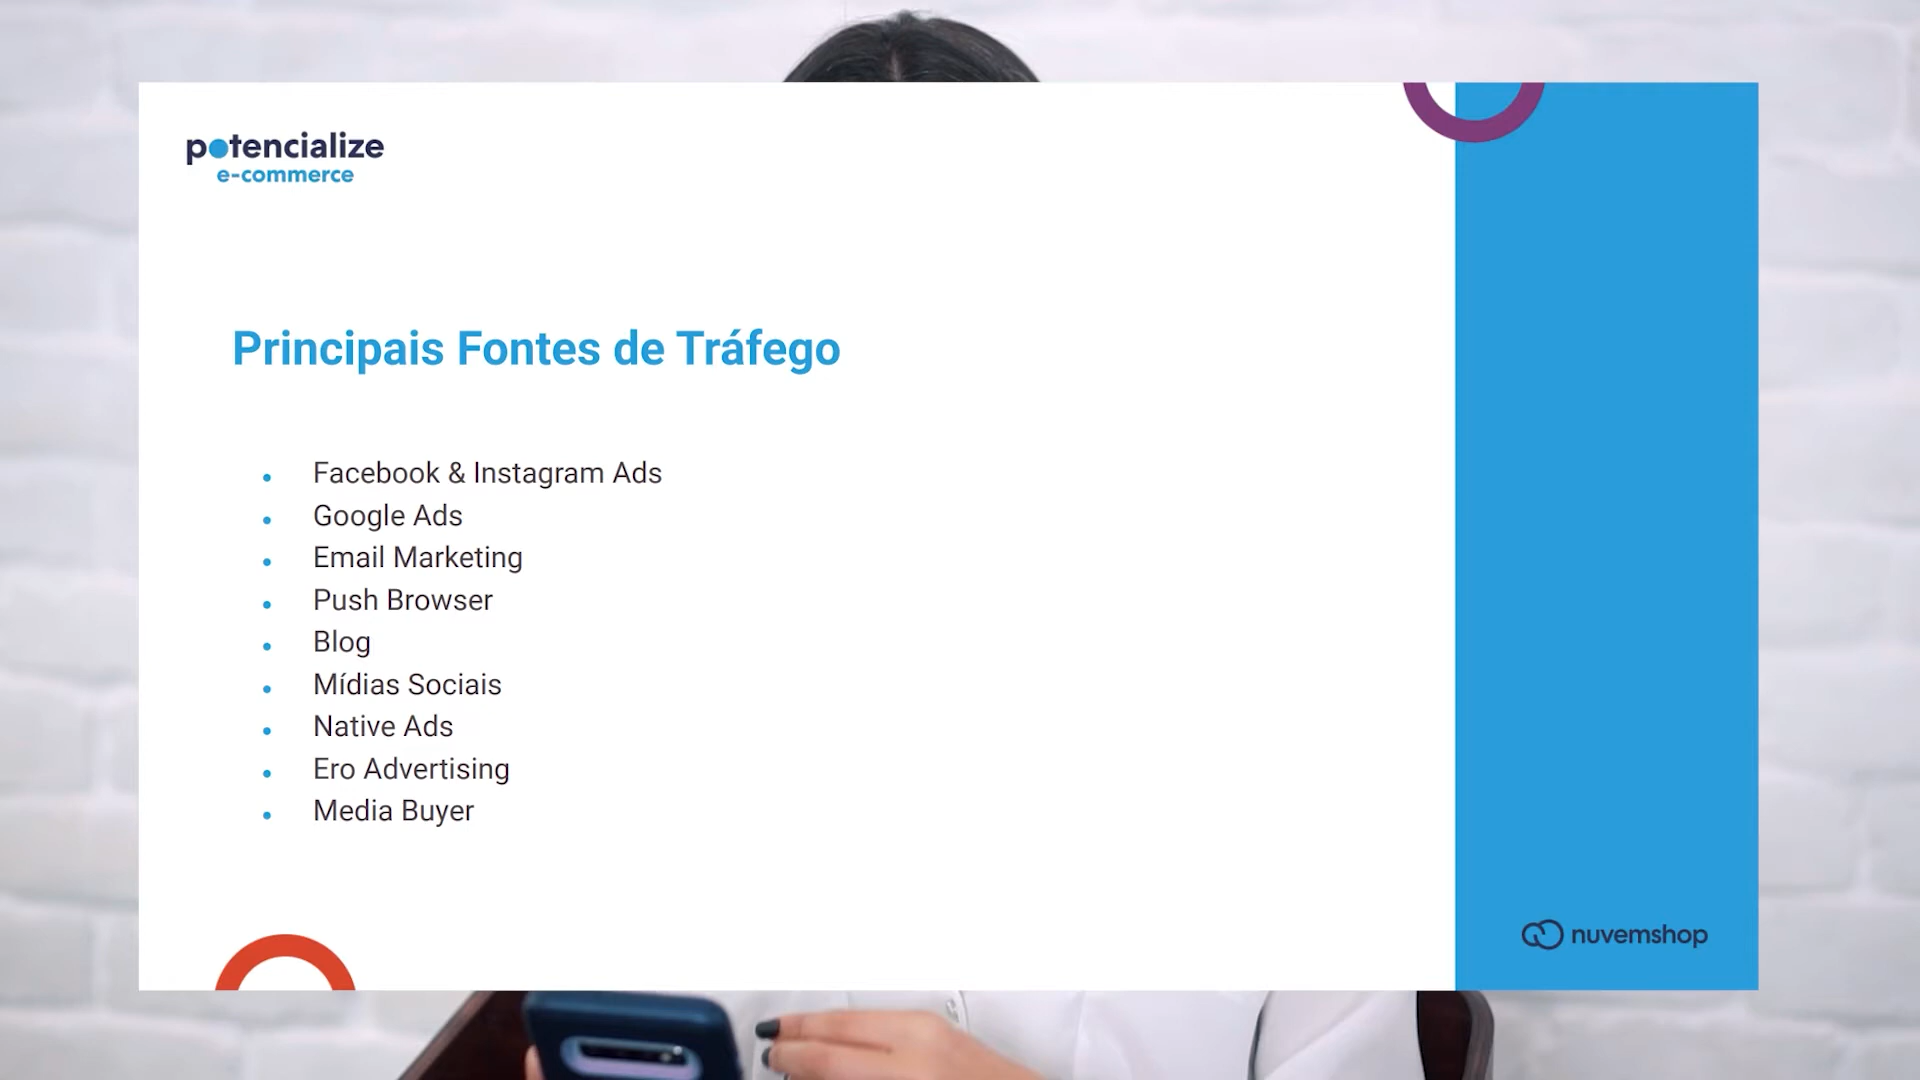 potencialize
e-commerce
Principais Fontes de Tráfego
Facebook & Instagram Ads
Google Ads
Email Marketing
Push Browser
Blog
Mídias Sociais
Native Ads
Ero Advertising
Media Buyer
nuvemshop